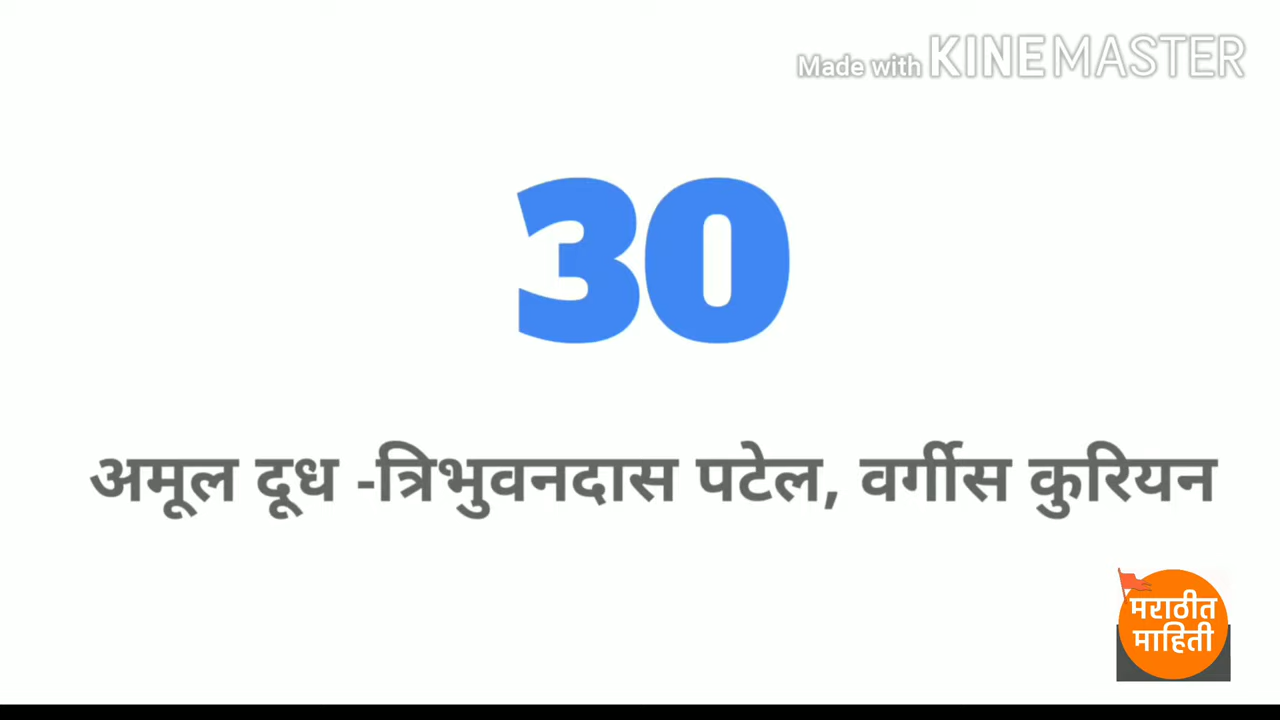 Made with KINEMASTER
30
अमूल दूध -त्रिभुवनदास पटेल, वर्गीस कुरियन
मराठीत
माहिती